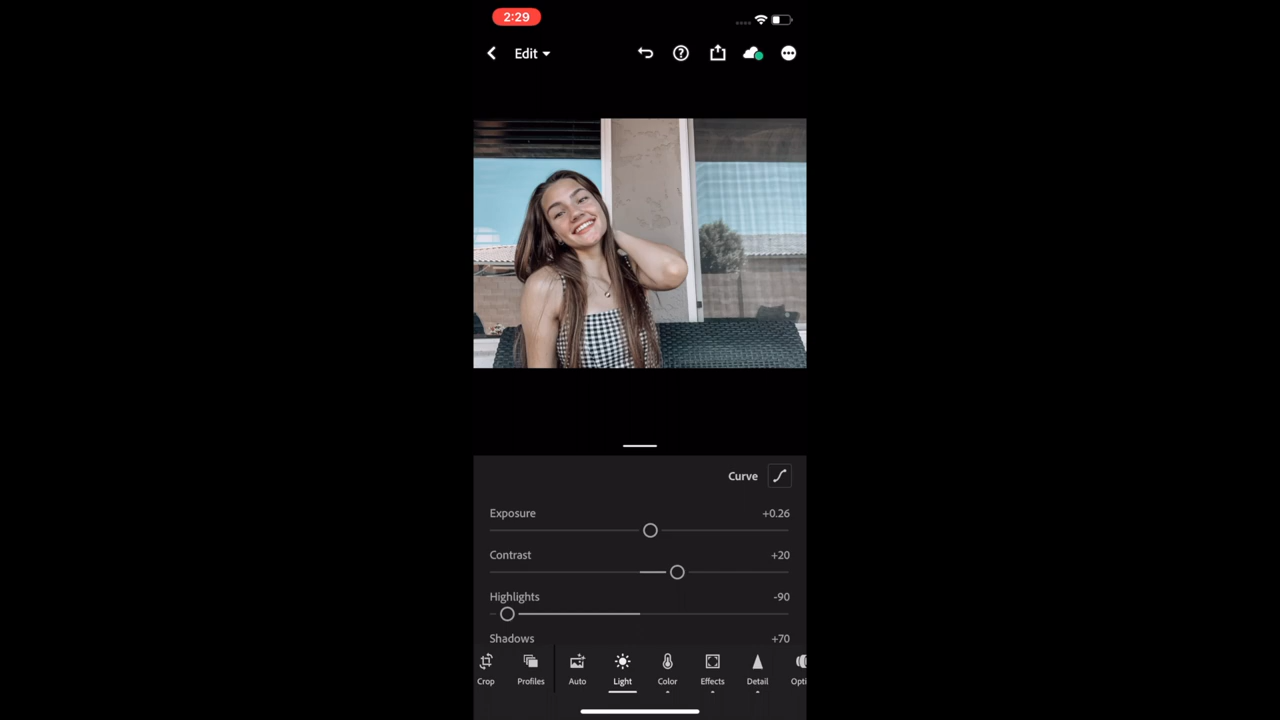 2:29
Edit
Curve
Exposure +0.26
Contrast +20
Highlights -90
Shadows +70
Crop Profiles Auto Light Color Effects Detail Opti